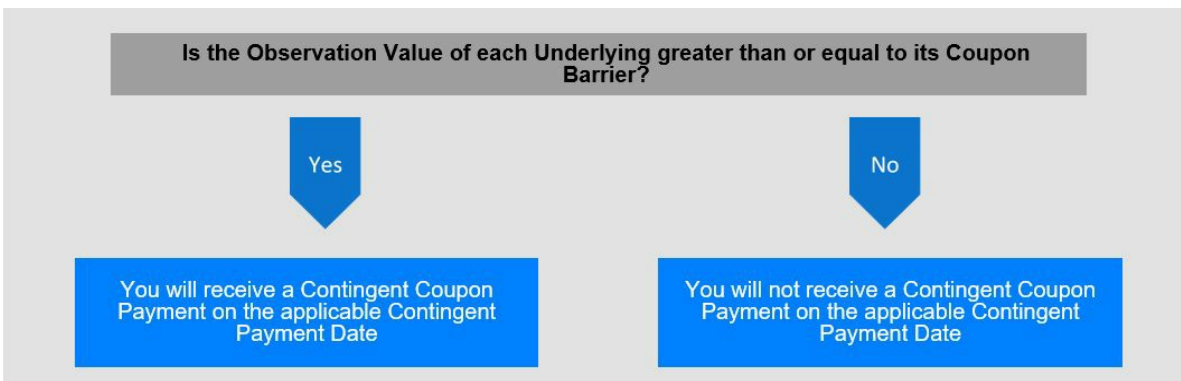 Is the Observation Value of each Underlying greater than or equal to its Coupon
Barrier?
Yes
No
You will receive a Contingent Coupon
Payment on the applicable Contingent
Payment Date
You will not receive a Contingent Coupon
Payment on the applicable Contingent
Payment Date